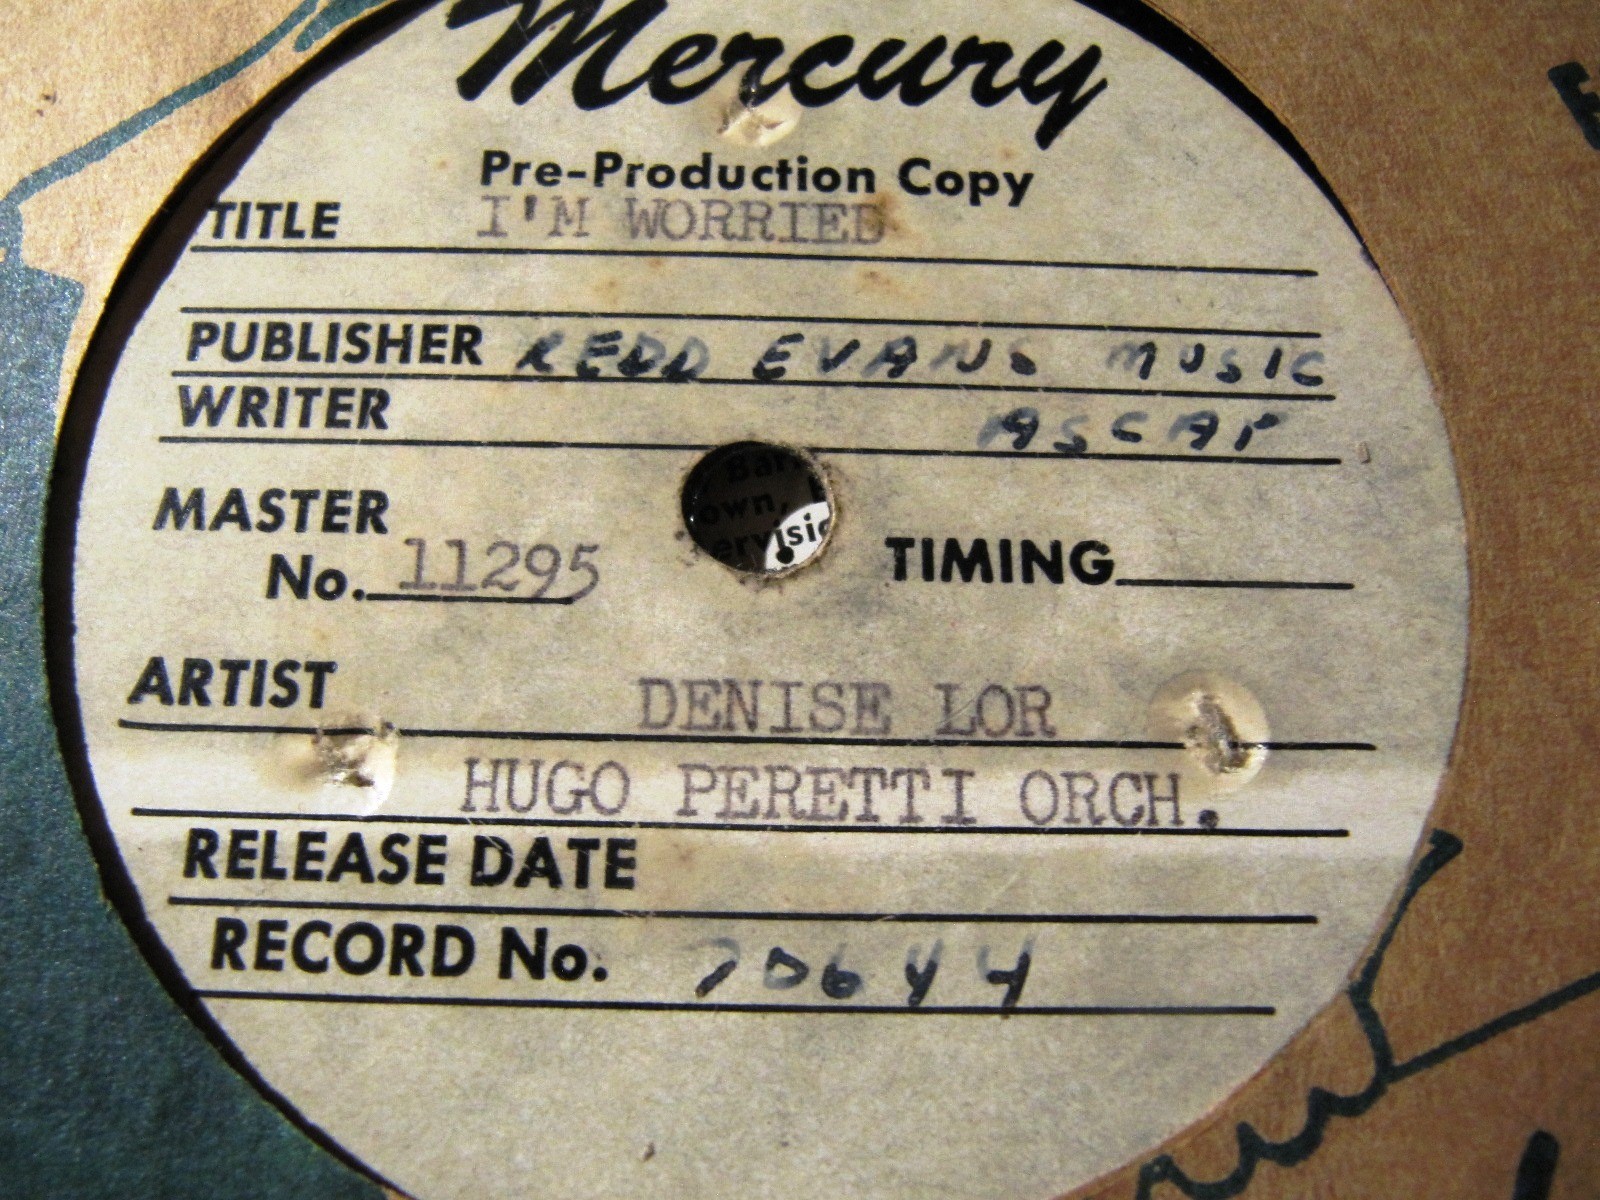 Mercury
Pre-Production Copy
TITLE I'M WORRIED
PUBLISHER REDD EVANS MUSIC
WRITER ASCAP
MASTER
No. 11295 TIMING
ARTIST DENISE LOR
HUGO PERETTI ORCH.
RELEASE DATE
RECORD No. 70644